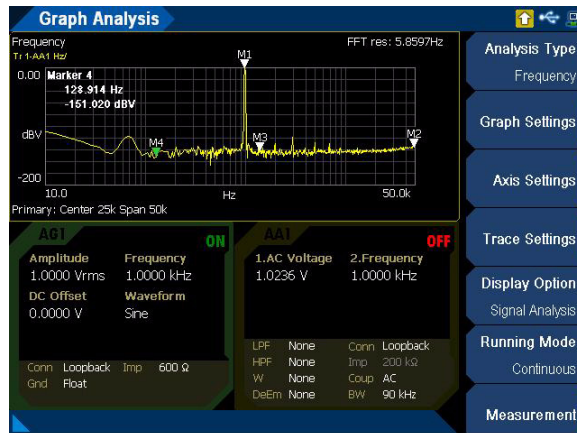 Graph Analysis
Frequency
FFT res: 5.8597Hz
Tr 1-AA1 Hz/
M1
0.00
Marker 4
128.914 Hz
-151.020 dBV
dBV
M4
M3
M2
-200
10.0
Hz
50.0k
Primary: Center 25k Span 50k
AG1
ON
Amplitude
Frequency
1.0000 Vrms
1.0000 kHz
DC Offset
Waveform
0.0000 V
Sine
Conn Loopback Imp 600 Ω
Gnd Float
AA1
OFF
1.AC Voltage
2.Frequency
1.0236 V
1.0000 kHz
LPF None Conn Loopback
HPF None Imp 200 kΩ
W None Coup AC
DeEm None BW 90 kHz
Analysis Type
Frequency
Graph Settings
Axis Settings
Trace Settings
Display Option
Signal Analysis
Running Mode
Continuous
Measurement